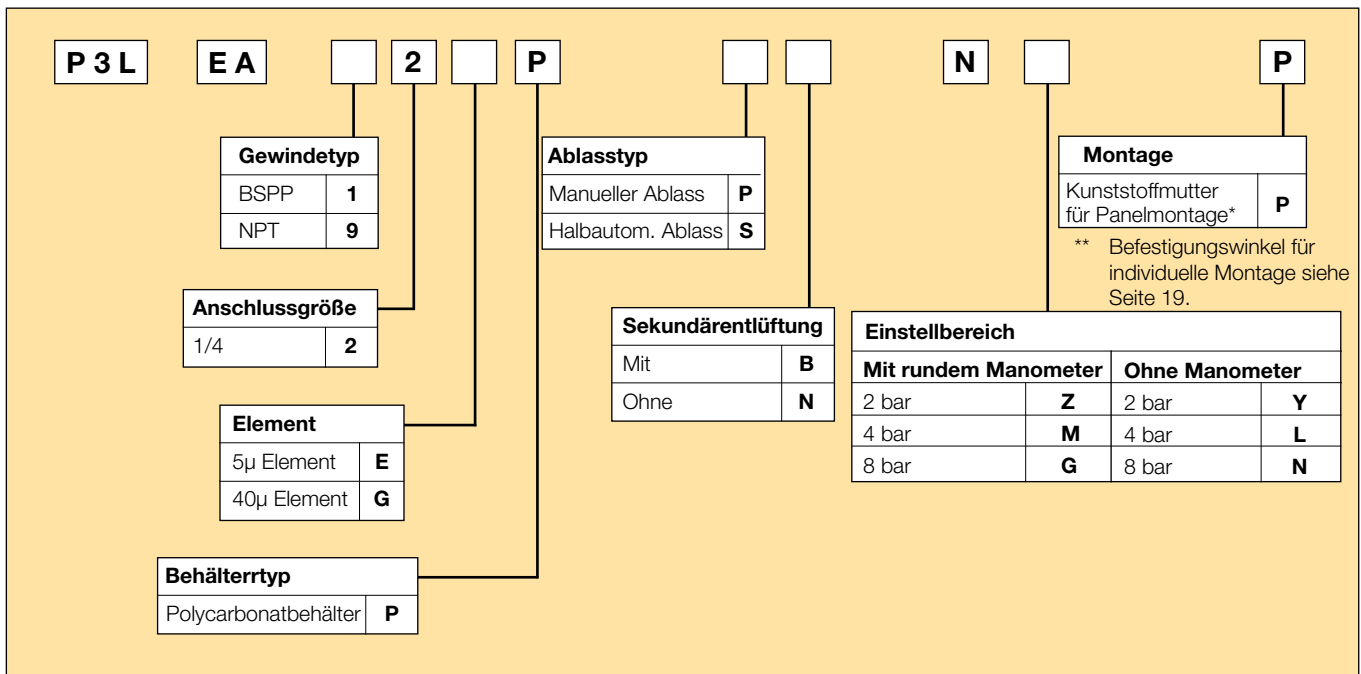 P 3 L E A 2 P N P
Gewindetyp
BSPP 1
NPT 9
Anschlussgröße
1/4 2
Element
5µ Element E
40µ Element G
Behälterrtyp
Polycarbonatbehälter P
Ablasstyp
Manueller Ablass P
Halbautom. Ablass S
Sekundärentlüftung
Mit B
Ohne N
Montage
Kunststoffmutter
für Panelmontage* P
** Befestigungswinkel für
individuelle Montage siehe
Seite 19.
Einstellbereich
Mit rundem Manometer Ohne Manometer
2 bar Z 2 bar Y
4 bar M 4 bar L
8 bar G 8 bar N